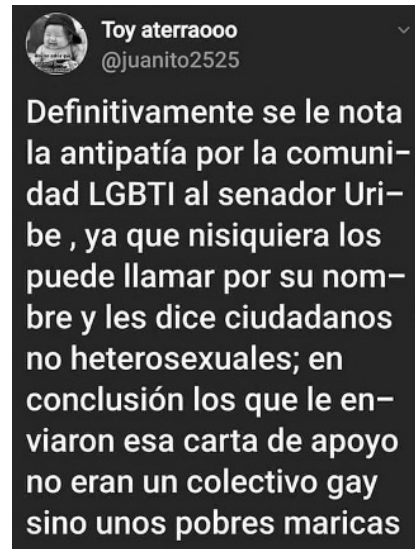 Toy aterraooo
@juanito2525
Definitivamente se le nota
la antipatía por la comuni-
dad LGBTI al senador Uri-
be , ya que nisiquiera los
puede llamar por su nom-
bre y les dice ciudadanos
no heterosexuales; en
conclusión los que le en-
viaron esa carta de apoyo
no eran un colectivo gay
sino unos pobres maricas